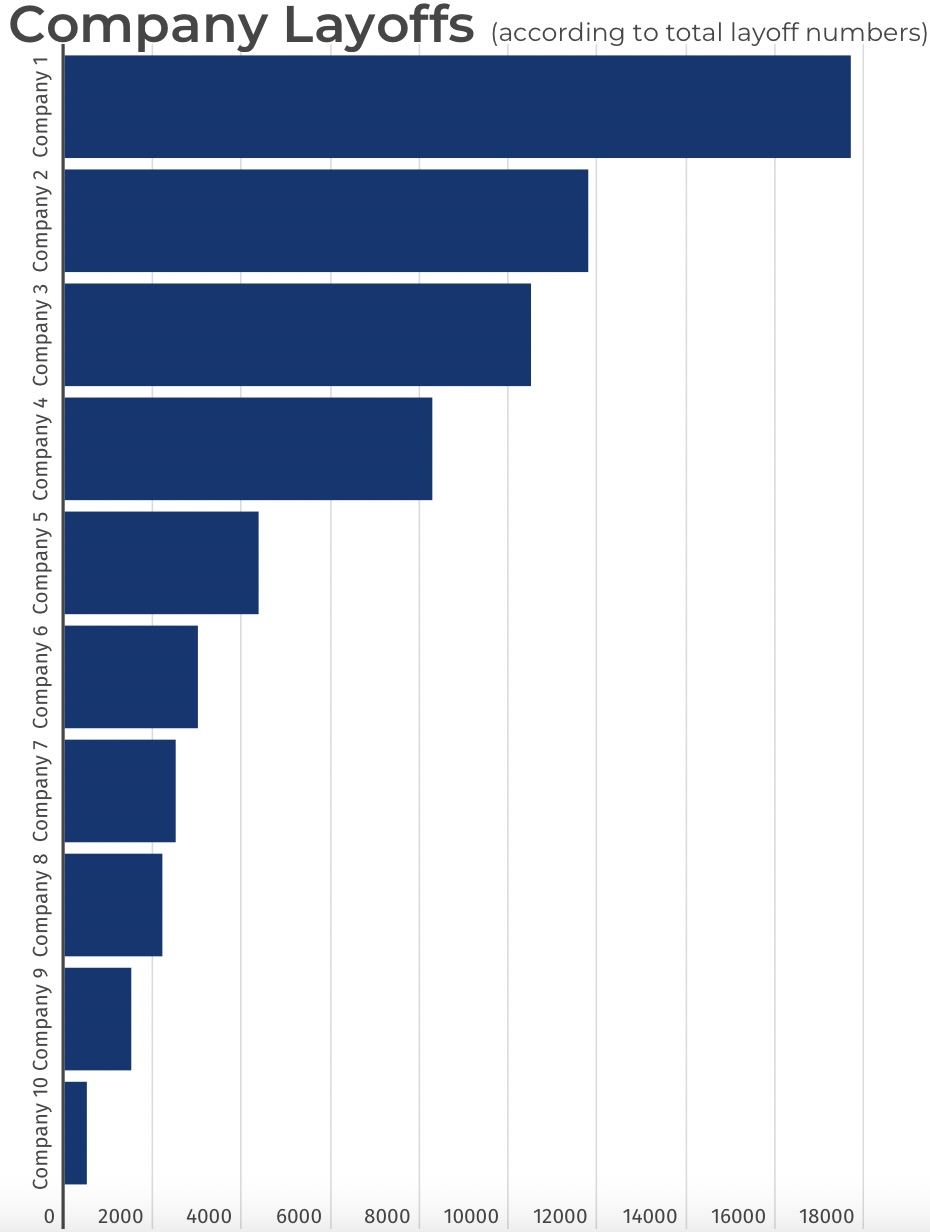 Company Layoffs (according to total layoff numbers)
Company 1
Company 2
Company 3
Company 4
Company 5
Company 6
Company 7
Company 8
Company 9
Company 10
0 2000 4000 6000 8000 10000 12000 14000 16000 18000